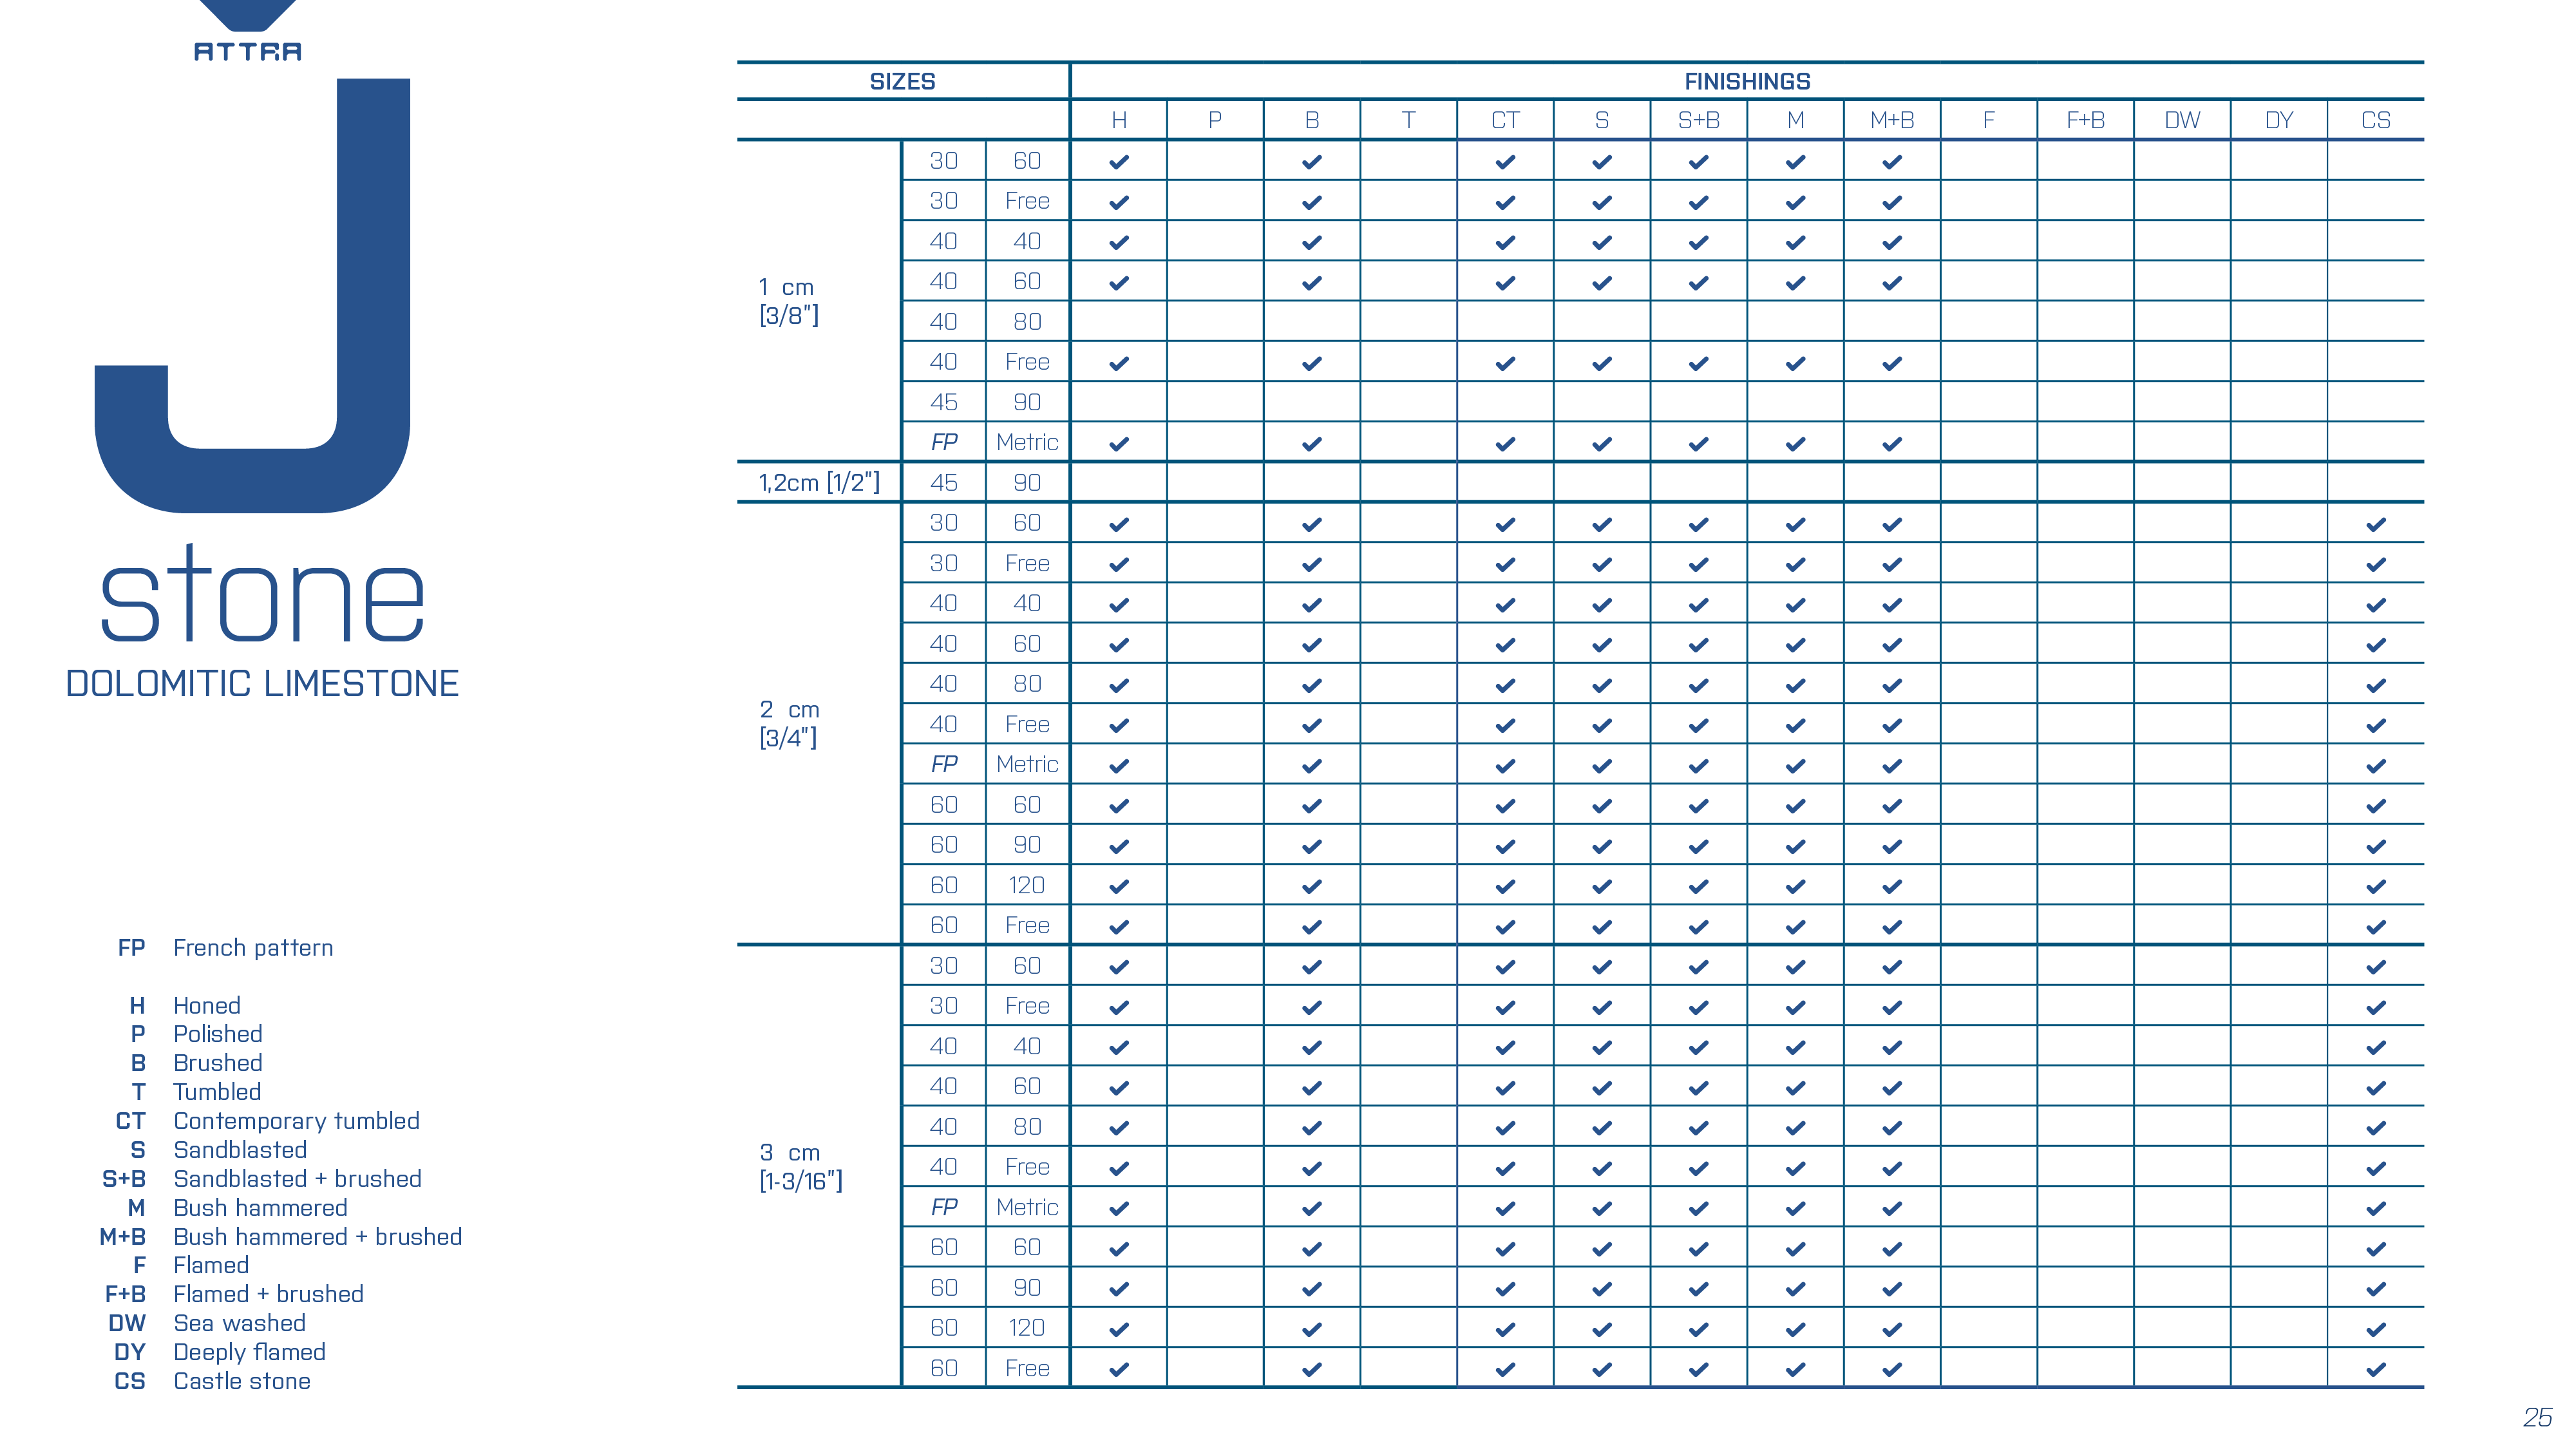 ATTRA
J
stone
DOLOMITIC LIMESTONE
FP French pattern
H Honed
P Polished
B Brushed
T Tumbled
CT Contemporary tumbled
S Sandblasted
S+B Sandblasted + brushed
M Bush hammered
M+B Bush hammered + brushed
F Flamed
F+B Flamed + brushed
DW Sea washed
DY Deeply flamed
CS Castle stone
SIZES FINISHINGS
H P B T CT S S+B M M+B F F+B DW DY CS
1 cm
[3/8"]
30 60 ✓ ✓ ✓ ✓ ✓ ✓ ✓
30 Free ✓ ✓ ✓ ✓ ✓ ✓ ✓
40 40 ✓ ✓ ✓ ✓ ✓ ✓ ✓
40 60 ✓ ✓ ✓ ✓ ✓ ✓ ✓
40 80
40 Free ✓ ✓ ✓ ✓ ✓ ✓ ✓
45 90
FP Metric ✓ ✓ ✓ ✓ ✓ ✓ ✓
1,2cm [1/2"] 45 90
2 cm
[3/4"]
30 60 ✓ ✓ ✓ ✓ ✓ ✓ ✓ ✓
30 Free ✓ ✓ ✓ ✓ ✓ ✓ ✓ ✓
40 40 ✓ ✓ ✓ ✓ ✓ ✓ ✓ ✓
40 60 ✓ ✓ ✓ ✓ ✓ ✓ ✓ ✓
40 80 ✓ ✓ ✓ ✓ ✓ ✓ ✓ ✓
40 Free ✓ ✓ ✓ ✓ ✓ ✓ ✓ ✓
FP Metric ✓ ✓ ✓ ✓ ✓ ✓ ✓ ✓
60 60 ✓ ✓ ✓ ✓ ✓ ✓ ✓ ✓
60 90 ✓ ✓ ✓ ✓ ✓ ✓ ✓ ✓
60 120 ✓ ✓ ✓ ✓ ✓ ✓ ✓ ✓
60 Free ✓ ✓ ✓ ✓ ✓ ✓ ✓ ✓
3 cm
[1-3/16"]
30 60 ✓ ✓ ✓ ✓ ✓ ✓ ✓ ✓
30 Free ✓ ✓ ✓ ✓ ✓ ✓ ✓ ✓
40 40 ✓ ✓ ✓ ✓ ✓ ✓ ✓ ✓
40 60 ✓ ✓ ✓ ✓ ✓ ✓ ✓ ✓
40 80 ✓ ✓ ✓ ✓ ✓ ✓ ✓ ✓
40 Free ✓ ✓ ✓ ✓ ✓ ✓ ✓ ✓
FP Metric ✓ ✓ ✓ ✓ ✓ ✓ ✓ ✓
60 60 ✓ ✓ ✓ ✓ ✓ ✓ ✓ ✓
60 90 ✓ ✓ ✓ ✓ ✓ ✓ ✓ ✓
60 120 ✓ ✓ ✓ ✓ ✓ ✓ ✓ ✓
60 Free ✓ ✓ ✓ ✓ ✓ ✓ ✓ ✓
25